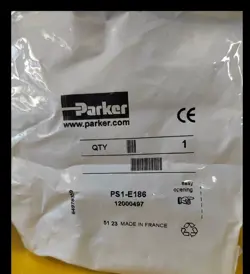 Parker
www.parker.com
CE
QTY 1
easy
opening
PS1-E186
12000497
51 23 MADE IN FRANCE